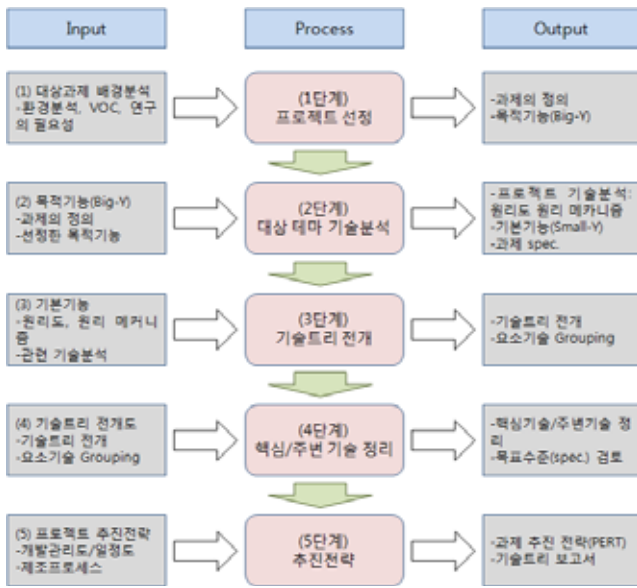 Input
Process
Output
(1) 대상과제 배경분석
-환경분석, VOC, 연구
의 필요성
(1단계)
프로젝트 선정
-과제의 정의
-목적기능(Big-Y)
(2) 목적기능(Big-Y)
-과제의 정의
-선정한 목적기능
(2단계)
대상 테마 기술분석
-프로젝트 기술분석:
원리도 원리 메카니즘
-기본기능(Small-Y)
-과제 spec.
(3) 기본기능
-원리도, 원리 메커니
즘
-관련 기술분석
(3단계)
기술트리 전개
-기술트리 전개
-요소기술 Grouping
(4) 기술트리 전개도
-기술트리 전개
-요소기술 Grouping
(4단계)
핵심/주변 기술 정리
-핵심기술/주변기술 정
리
-목표수준(spec.) 검토
(5) 프로젝트 추진전략
-개발관리도/일정도
-제조프로세스
(5단계)
추진전략
-과제 추진 전략(PERT)
-기술트리 보고서